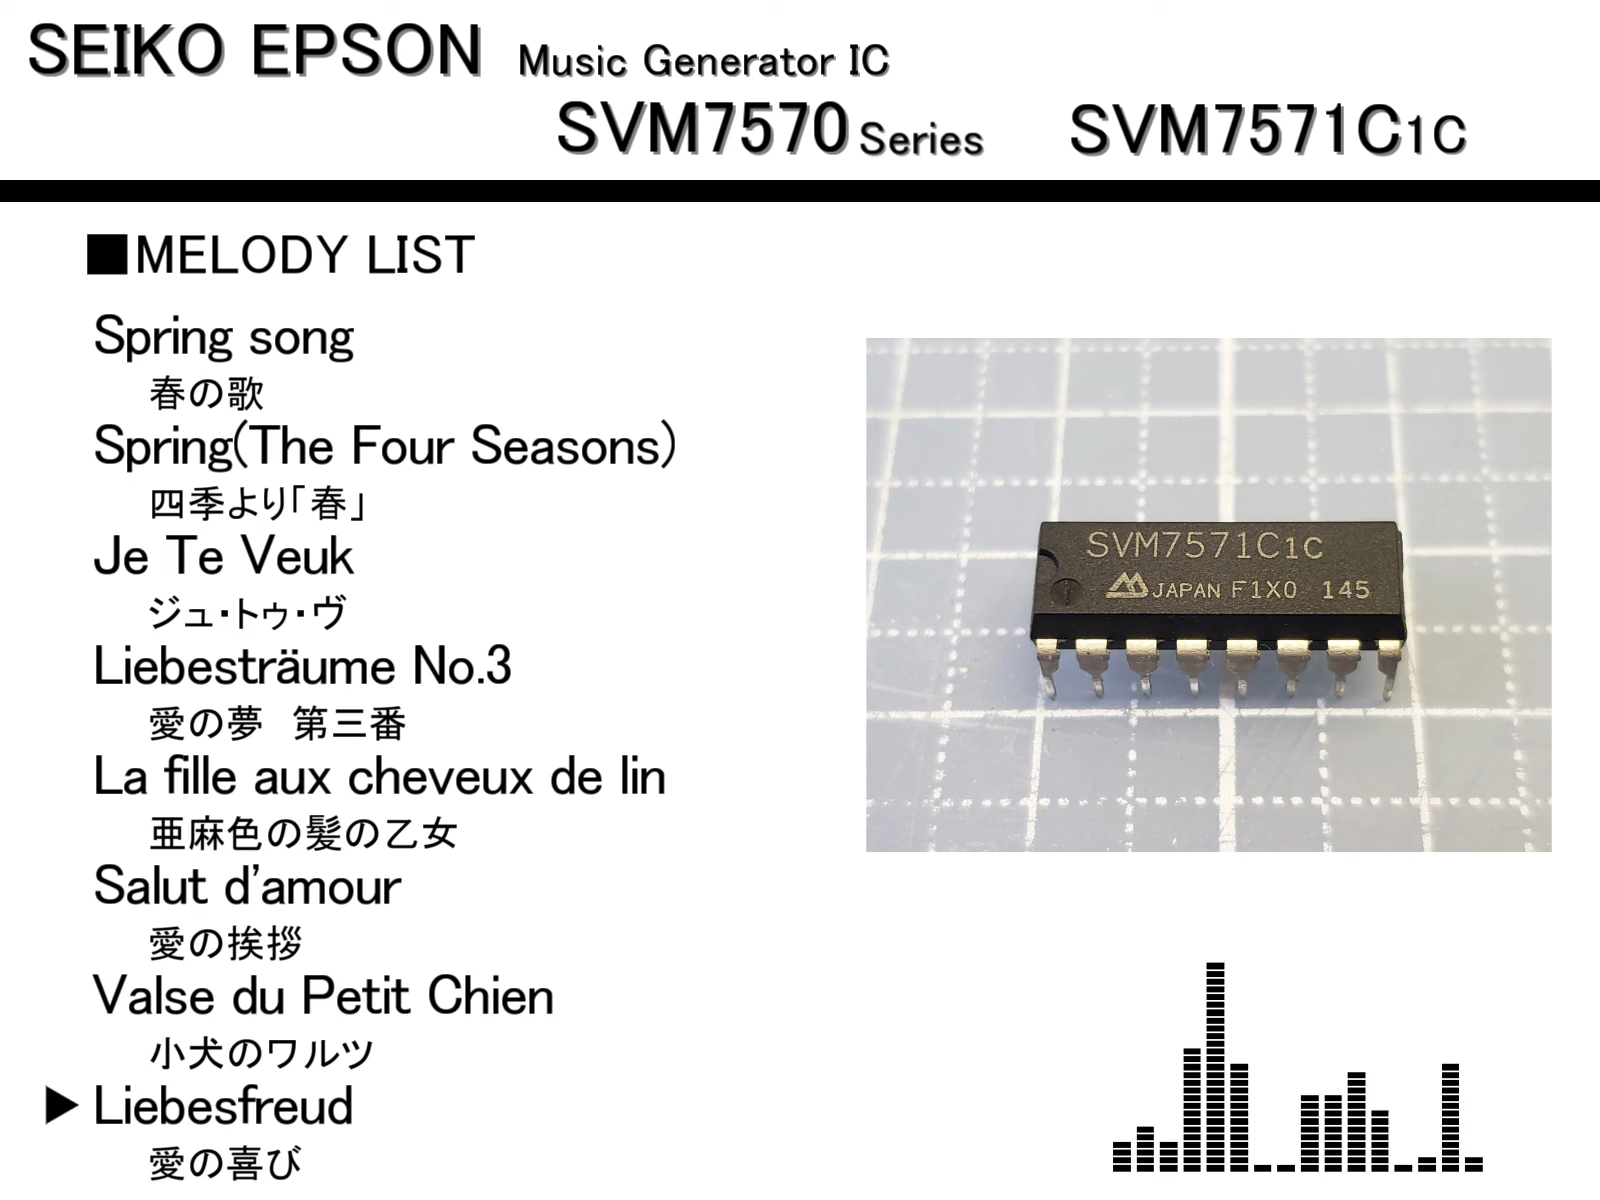 SEIKO EPSON Music Generator IC
SVM7570 Series SVM7571C1C
■MELODY LIST
Spring song
春の歌
Spring(The Four Seasons)
四季より「春」
Je Te Veuk
ジュ・トゥ・ヴ
Liebesträume No.3
愛の夢 第三番
La fille aux cheveux de lin
亜麻色の髪の乙女
Salut d'amour
愛の挨拶
Valse du Petit Chien
小犬のワルツ
▶ Liebesfreud
愛の喜び
SVM7571C1C
1 JAPAN F1X0 145